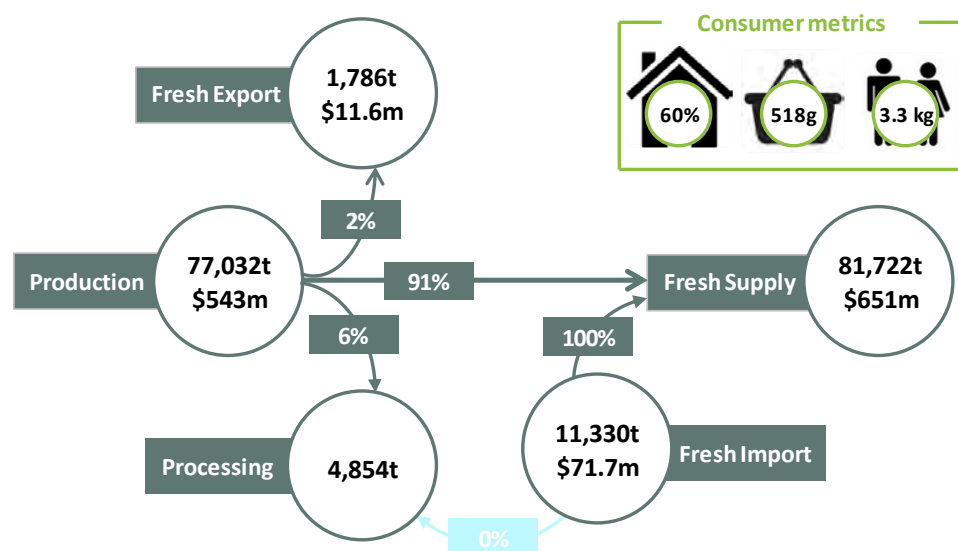 Consumer metrics
60%
518g
3.3 kg
Fresh Export
1,786t
$11.6m
2%
Production
77,032t
$543m
91%
Fresh Supply
81,722t
$651m
6%
100%
Processing
4,854t
11,330t
$71.7m
Fresh Import
0%